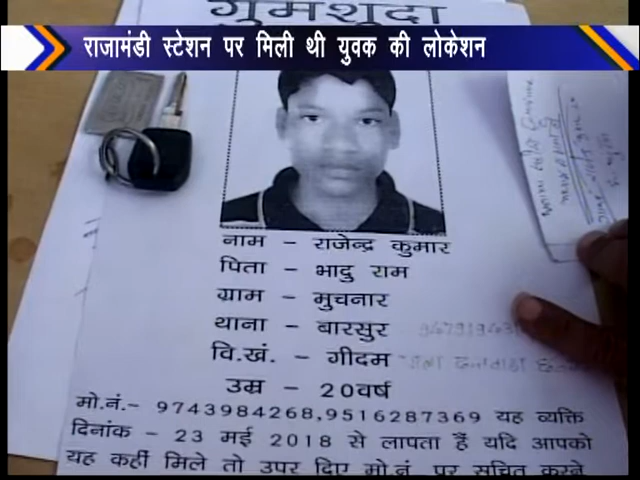 गुमशुदा
राजामंडी स्टेशन पर मिली थी युवक की लोकेशन
नाम - राजेन्द्र कुमार
पिता - भादु राम
ग्राम - मुचनार
थाना - बारसुर
वि.खं. - गीदम
उम्र - 20वर्ष
मो.नं.- 9743984268,9516287369 यह व्यक्ति
दिनांक - 23 मई 2018 से लापता हैं यदि आपको
यह कहीं मिले तो उपर दिए मो.नं. पर सूचित करने